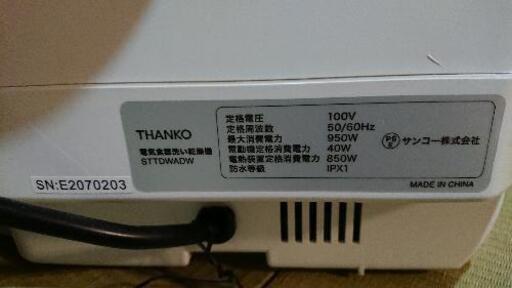 THANKO
電気食器洗い乾燥機
STTDWADW
SN:E2070203
定格電圧 100V
定格周波数 50/60Hz
最大消費電力 950W
電動機定格消費電力 40W
電熱装置定格消費電力 850W
防水等級 IPX1
PSE サンコー株式会社
MADE IN CHINA